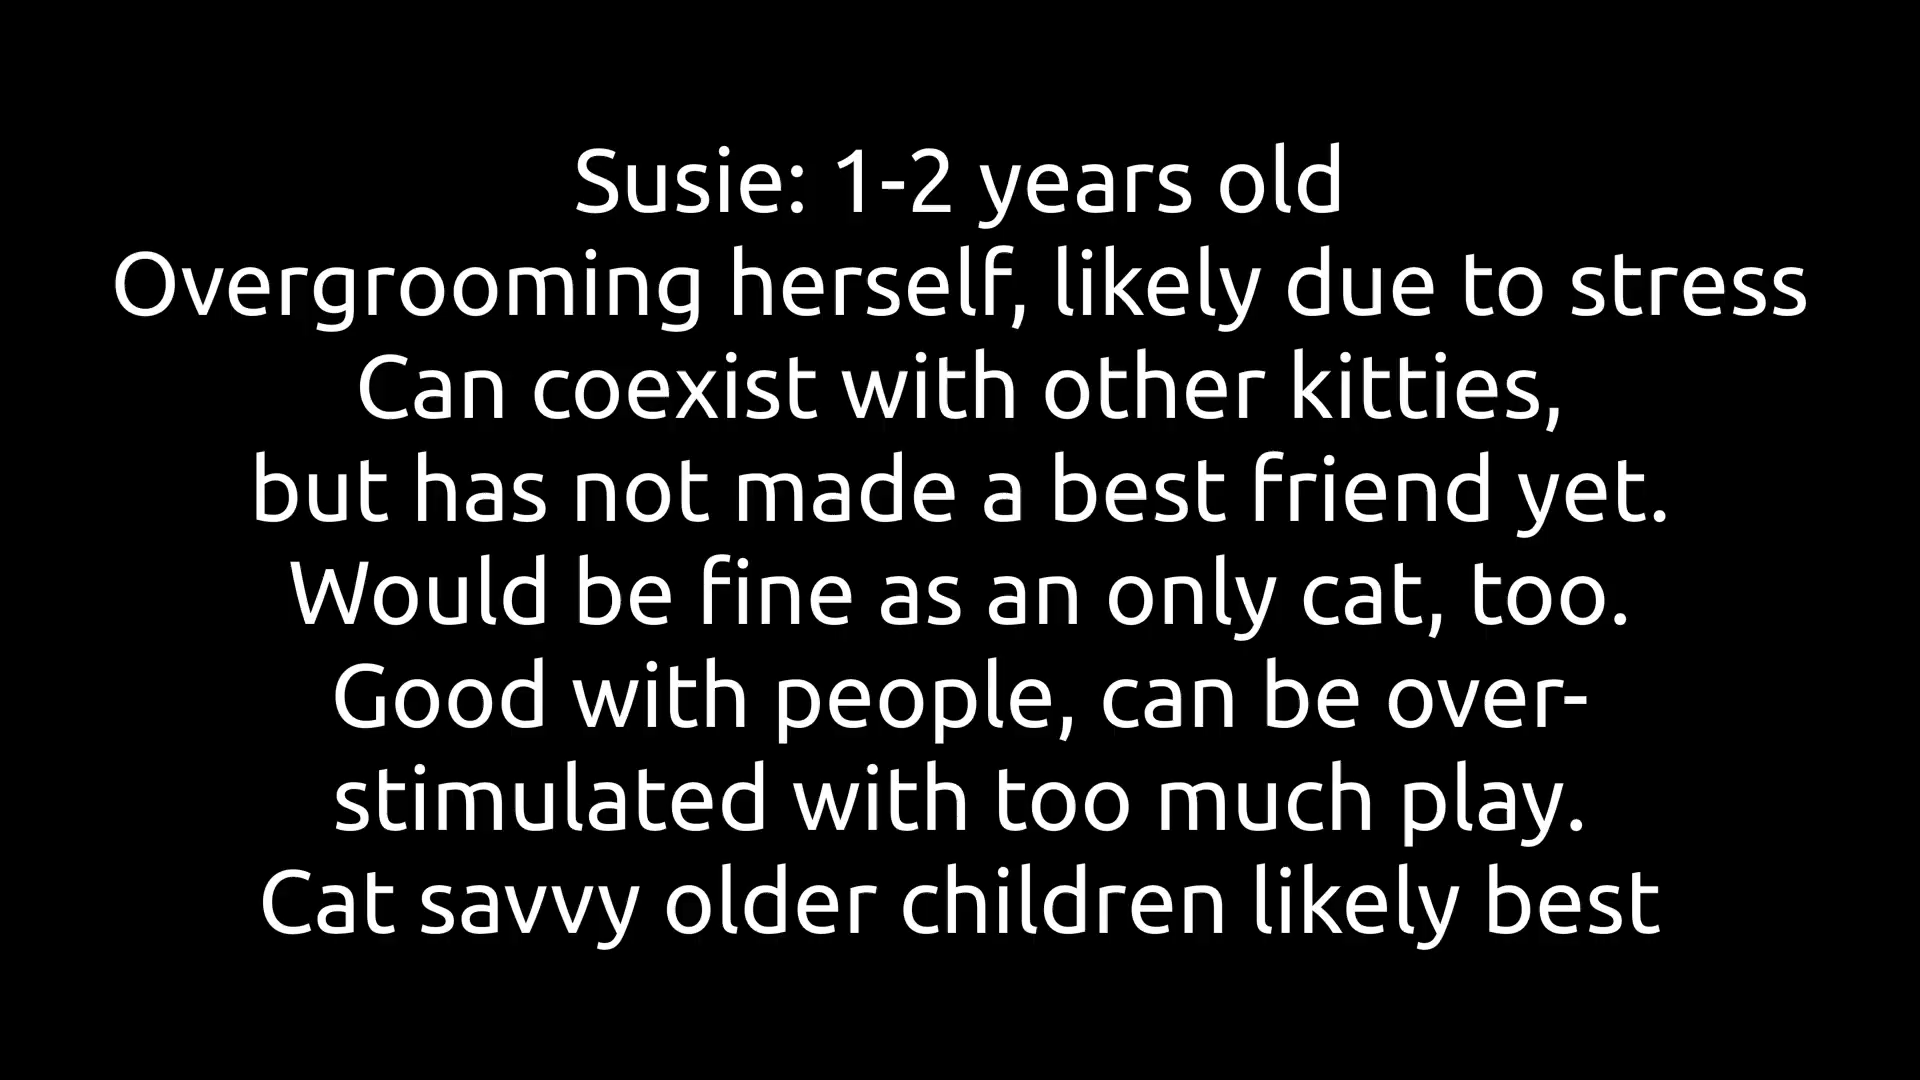 Susie: 1-2 years old
Overgrooming herself, likely due to stress
Can coexist with other kitties,
but has not made a best friend yet.
Would be fine as an only cat, too.
Good with people, can be over-
stimulated with too much play.
Cat savvy older children likely best